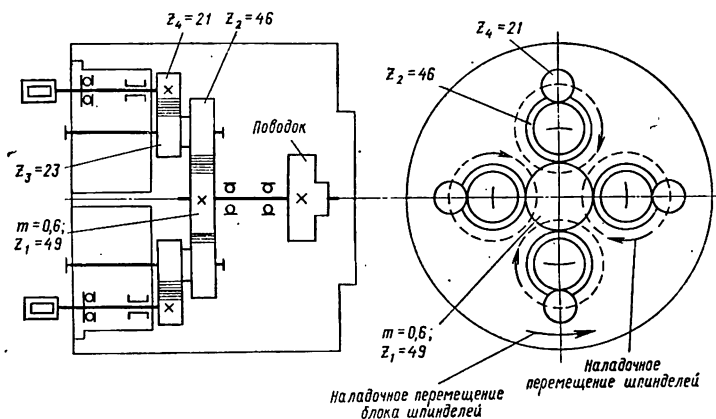 Z₄=21 Z₂=46
Z₃=23
m=0,6;
Z₁=49
Поводок
Z₄=21
Z₂=46
m=0,6;
Z₁=49
Наладочное перемещение
блока шпинделей
Наладочное
перемещение шпинделей